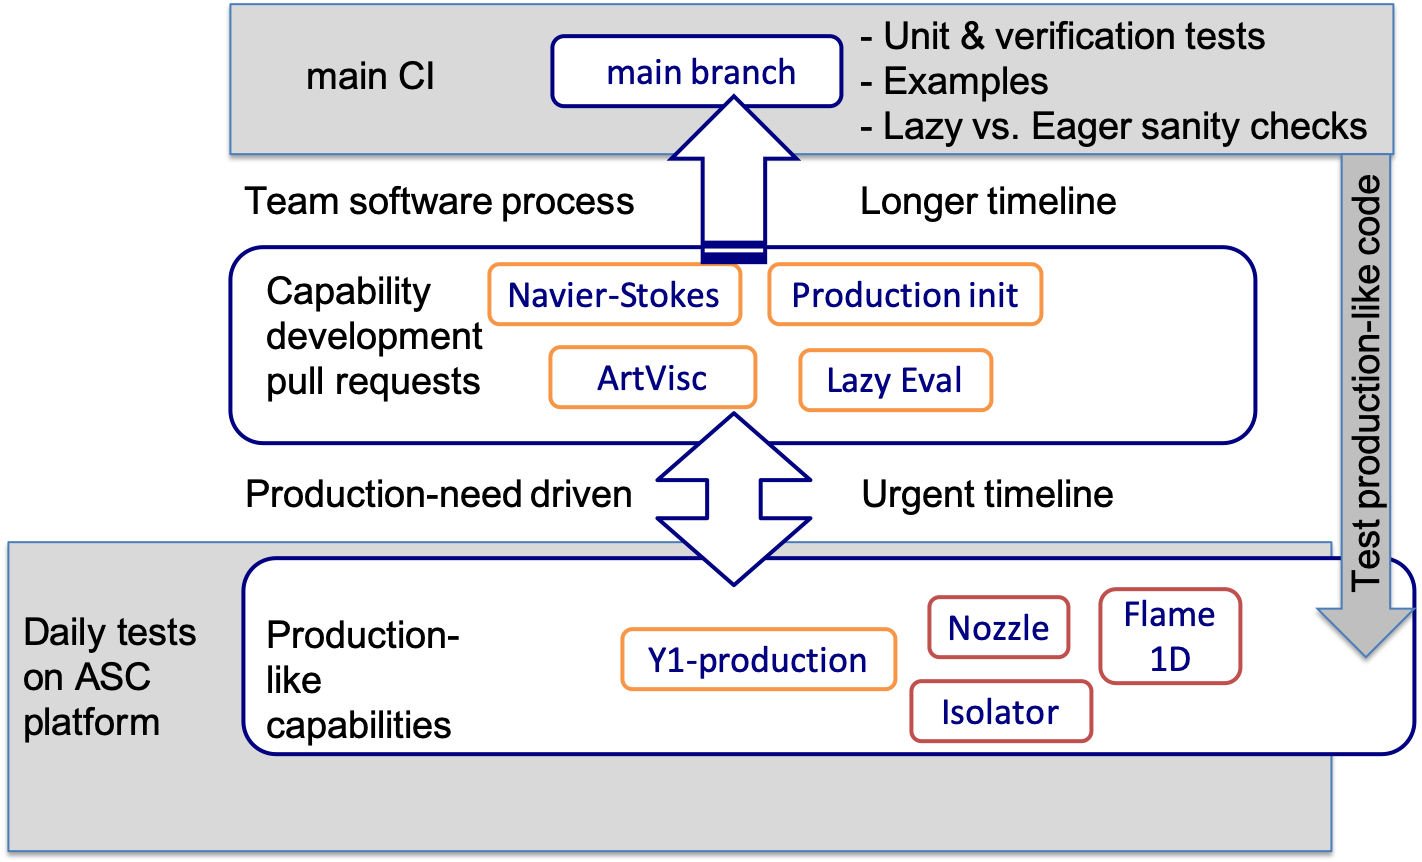 main CI
main branch
- Unit & verification tests
- Examples
- Lazy vs. Eager sanity checks
Team software process
Longer timeline
Test production-like code
Capability
development
pull requests
Navier-Stokes
Production init
ArtVisc
Lazy Eval
Production-need driven
Urgent timeline
Daily tests
on ASC
platform
Production-
like
capabilities
Y1-production
Nozzle
Flame
1D
Isolator